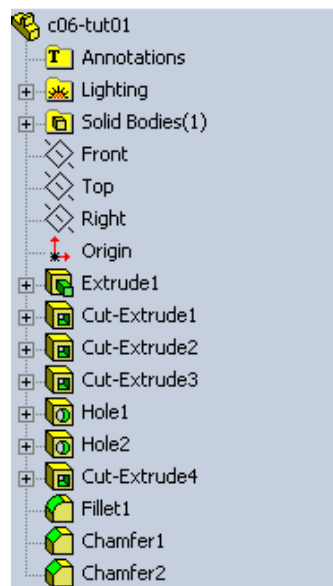 c06-tut01
Annotations
Lighting
Solid Bodies(1)
Front
Top
Right
Origin
Extrude1
Cut-Extrude1
Cut-Extrude2
Cut-Extrude3
Hole1
Hole2
Cut-Extrude4
Fillet1
Chamfer1
Chamfer2